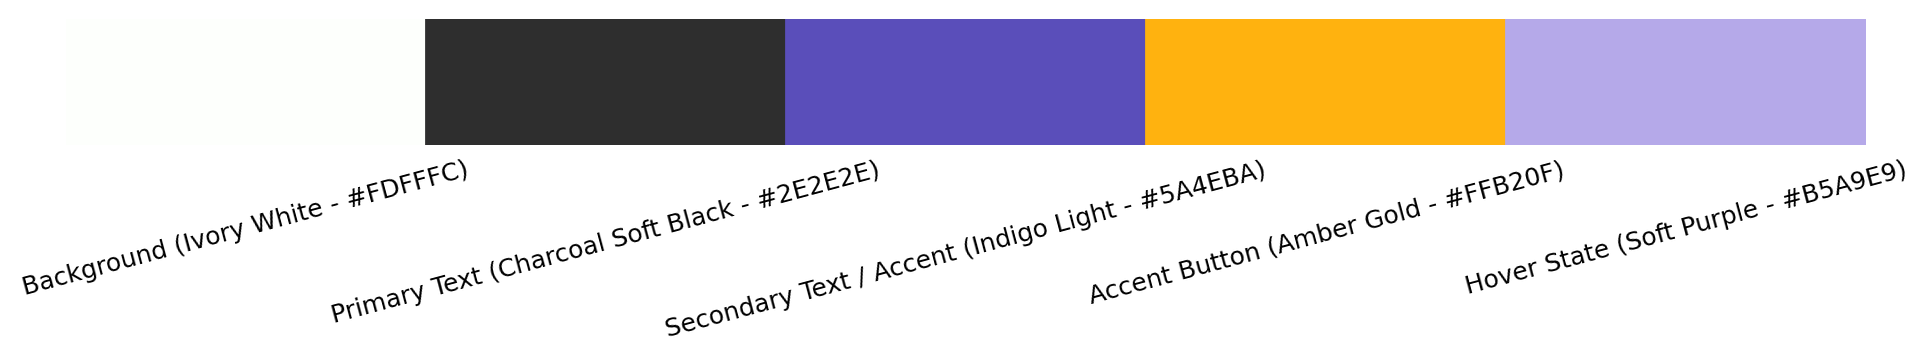 Background (Ivory White - #FDFFFC)
Primary Text (Charcoal Soft Black - #2E2E2E)
Secondary Text / Accent (Indigo Light - #5A4EBA)
Accent Button (Amber Gold - #FFB20F)
Hover State (Soft Purple - #B5A9E9)